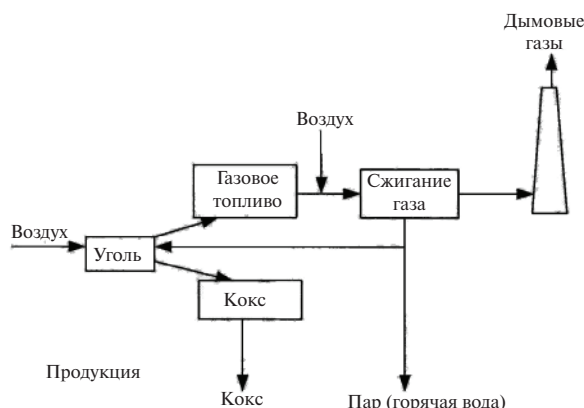 Дымовые
газы
Воздух
Газовое
топливо
Сжигание
газа
Воздух
Уголь
Кокс
Продукция
Кокс
Пар (горячая вода)